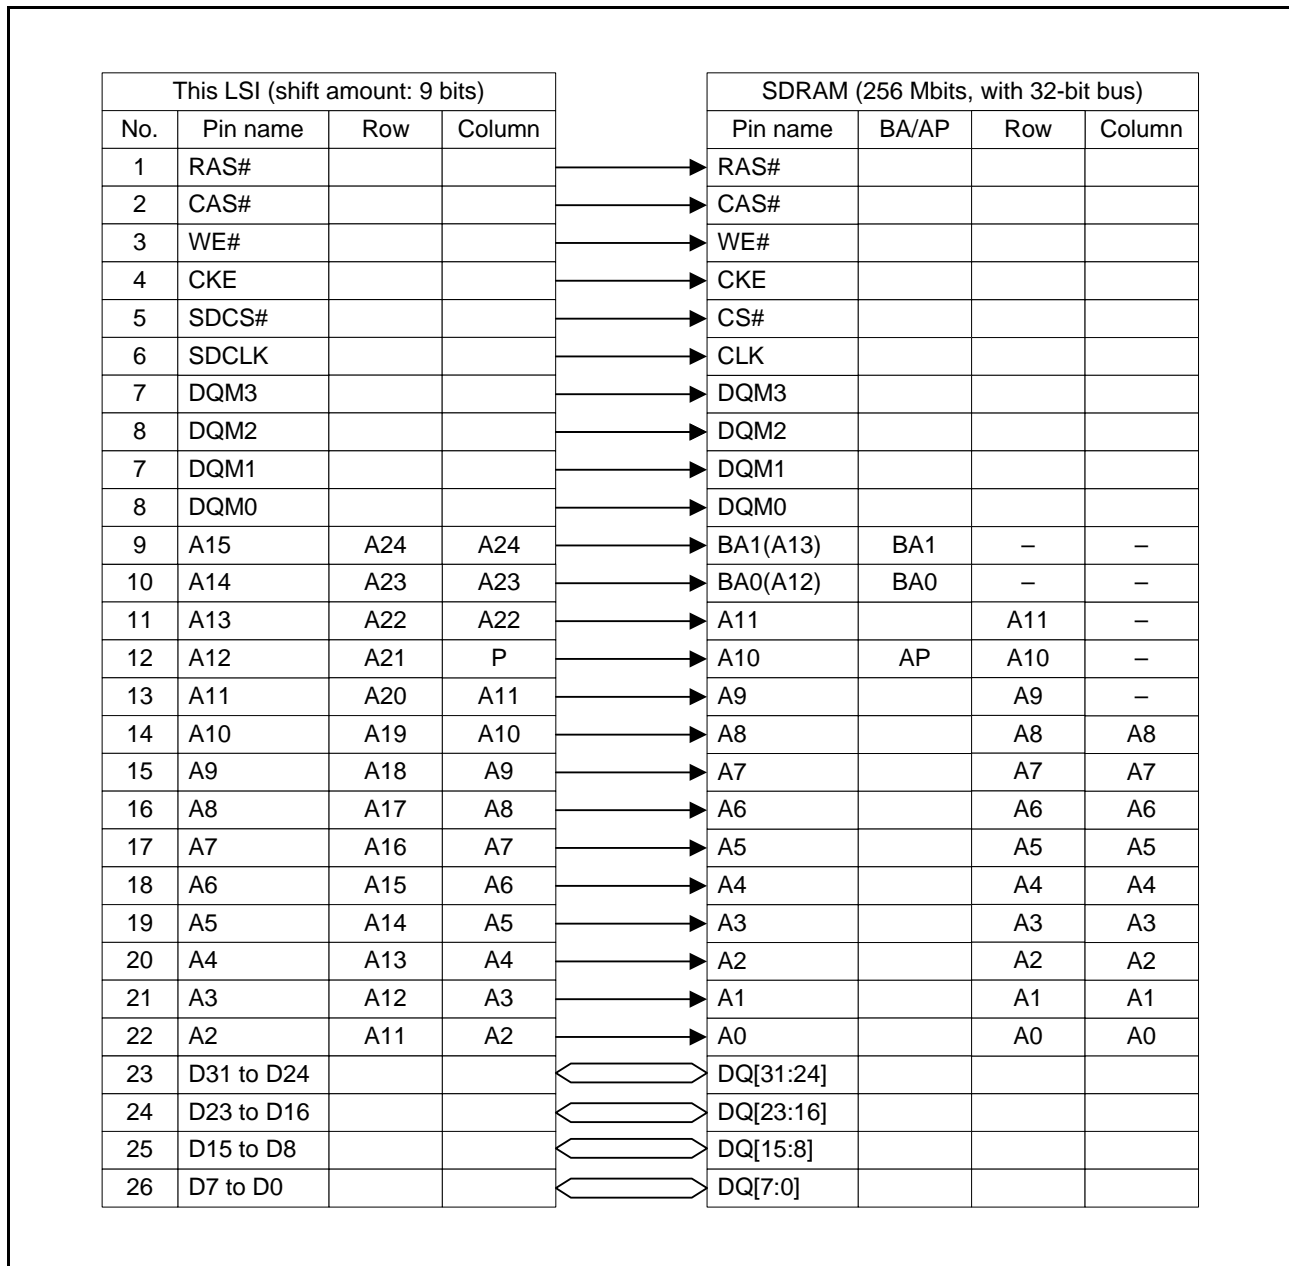 This LSI (shift amount: 9 bits) SDRAM (256 Mbits, with 32-bit bus)
No. Pin name Row Column Pin name BA/AP Row Column
1 RAS# RAS#
2 CAS# CAS#
3 WE# WE#
4 CKE CKE
5 SDCS# CS#
6 SDCLK CLK
7 DQM3 DQM3
8 DQM2 DQM2
7 DQM1 DQM1
8 DQM0 DQM0
9 A15 A24 A24 BA1(A13) BA1 – –
10 A14 A23 A23 BA0(A12) BA0 – –
11 A13 A22 A22 A11 A11 –
12 A12 A21 P A10 AP A10 –
13 A11 A20 A11 A9 A9 –
14 A10 A19 A10 A8 A8 A8
15 A9 A18 A9 A7 A7 A7
16 A8 A17 A8 A6 A6 A6
17 A7 A16 A7 A5 A5 A5
18 A6 A15 A6 A4 A4 A4
19 A5 A14 A5 A3 A3 A3
20 A4 A13 A4 A2 A2 A2
21 A3 A12 A3 A1 A1 A1
22 A2 A11 A2 A0 A0 A0
23 D31 to D24 DQ[31:24]
24 D23 to D16 DQ[23:16]
25 D15 to D8 DQ[15:8]
26 D7 to D0 DQ[7:0]